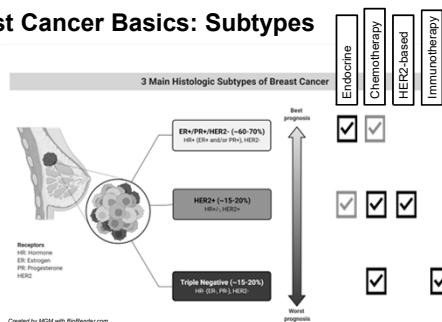 st Cancer Basics: Subtypes
Endocrine
Chemotherapy
HER2-based
Immunotherapy
3 Main Histologic Subtypes of Breast Cancer
Best
prognosis
ER+/PR+/HER2- (~60-70%)
HR+ (ER+ and/or PR+), HER2-
HER2+ (~15-20%)
HR+/-, HER2+
Receptors
HR: Hormone
ER: Estrogen
PR: Progesterone
HER2
Triple Negative (~15-20%)
HR- (ER-, PR-), HER2-
Worst
prognosis
Created by MGM with BioRender.com